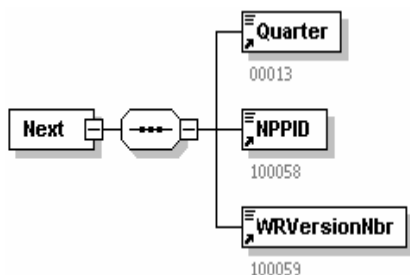 Quarter
00013
Next
NPPID
100058
WRVersionNbr
100059